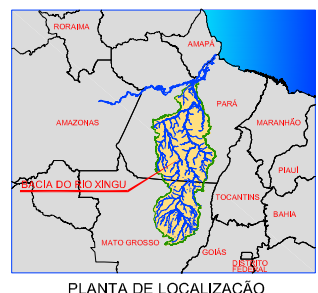 RORAIMA
AMAPÁ
PARÁ
AMAZONAS
MARANHÃO
PIAUÍ
BACIA DO RIO XINGU
TOCANTINS
BAHIA
MATO GROSSO
GOIÁS
DISTRITO
FEDERAL
PLANTA DE LOCALIZAÇÃO